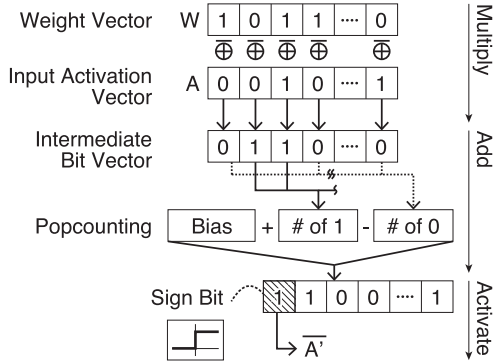 Weight Vector W 1 0 1 1 ···· 0
⊕ ⊕ ⊕ ⊕ ⊕
Input Activation Vector A 0 0 1 0 ···· 1
Intermediate Bit Vector 0 1 1 0 ···· 0
Popcounting Bias + # of 1 - # of 0
Sign Bit 1 1 0 0 ···· 1
A'
Multiply
Add
Activate